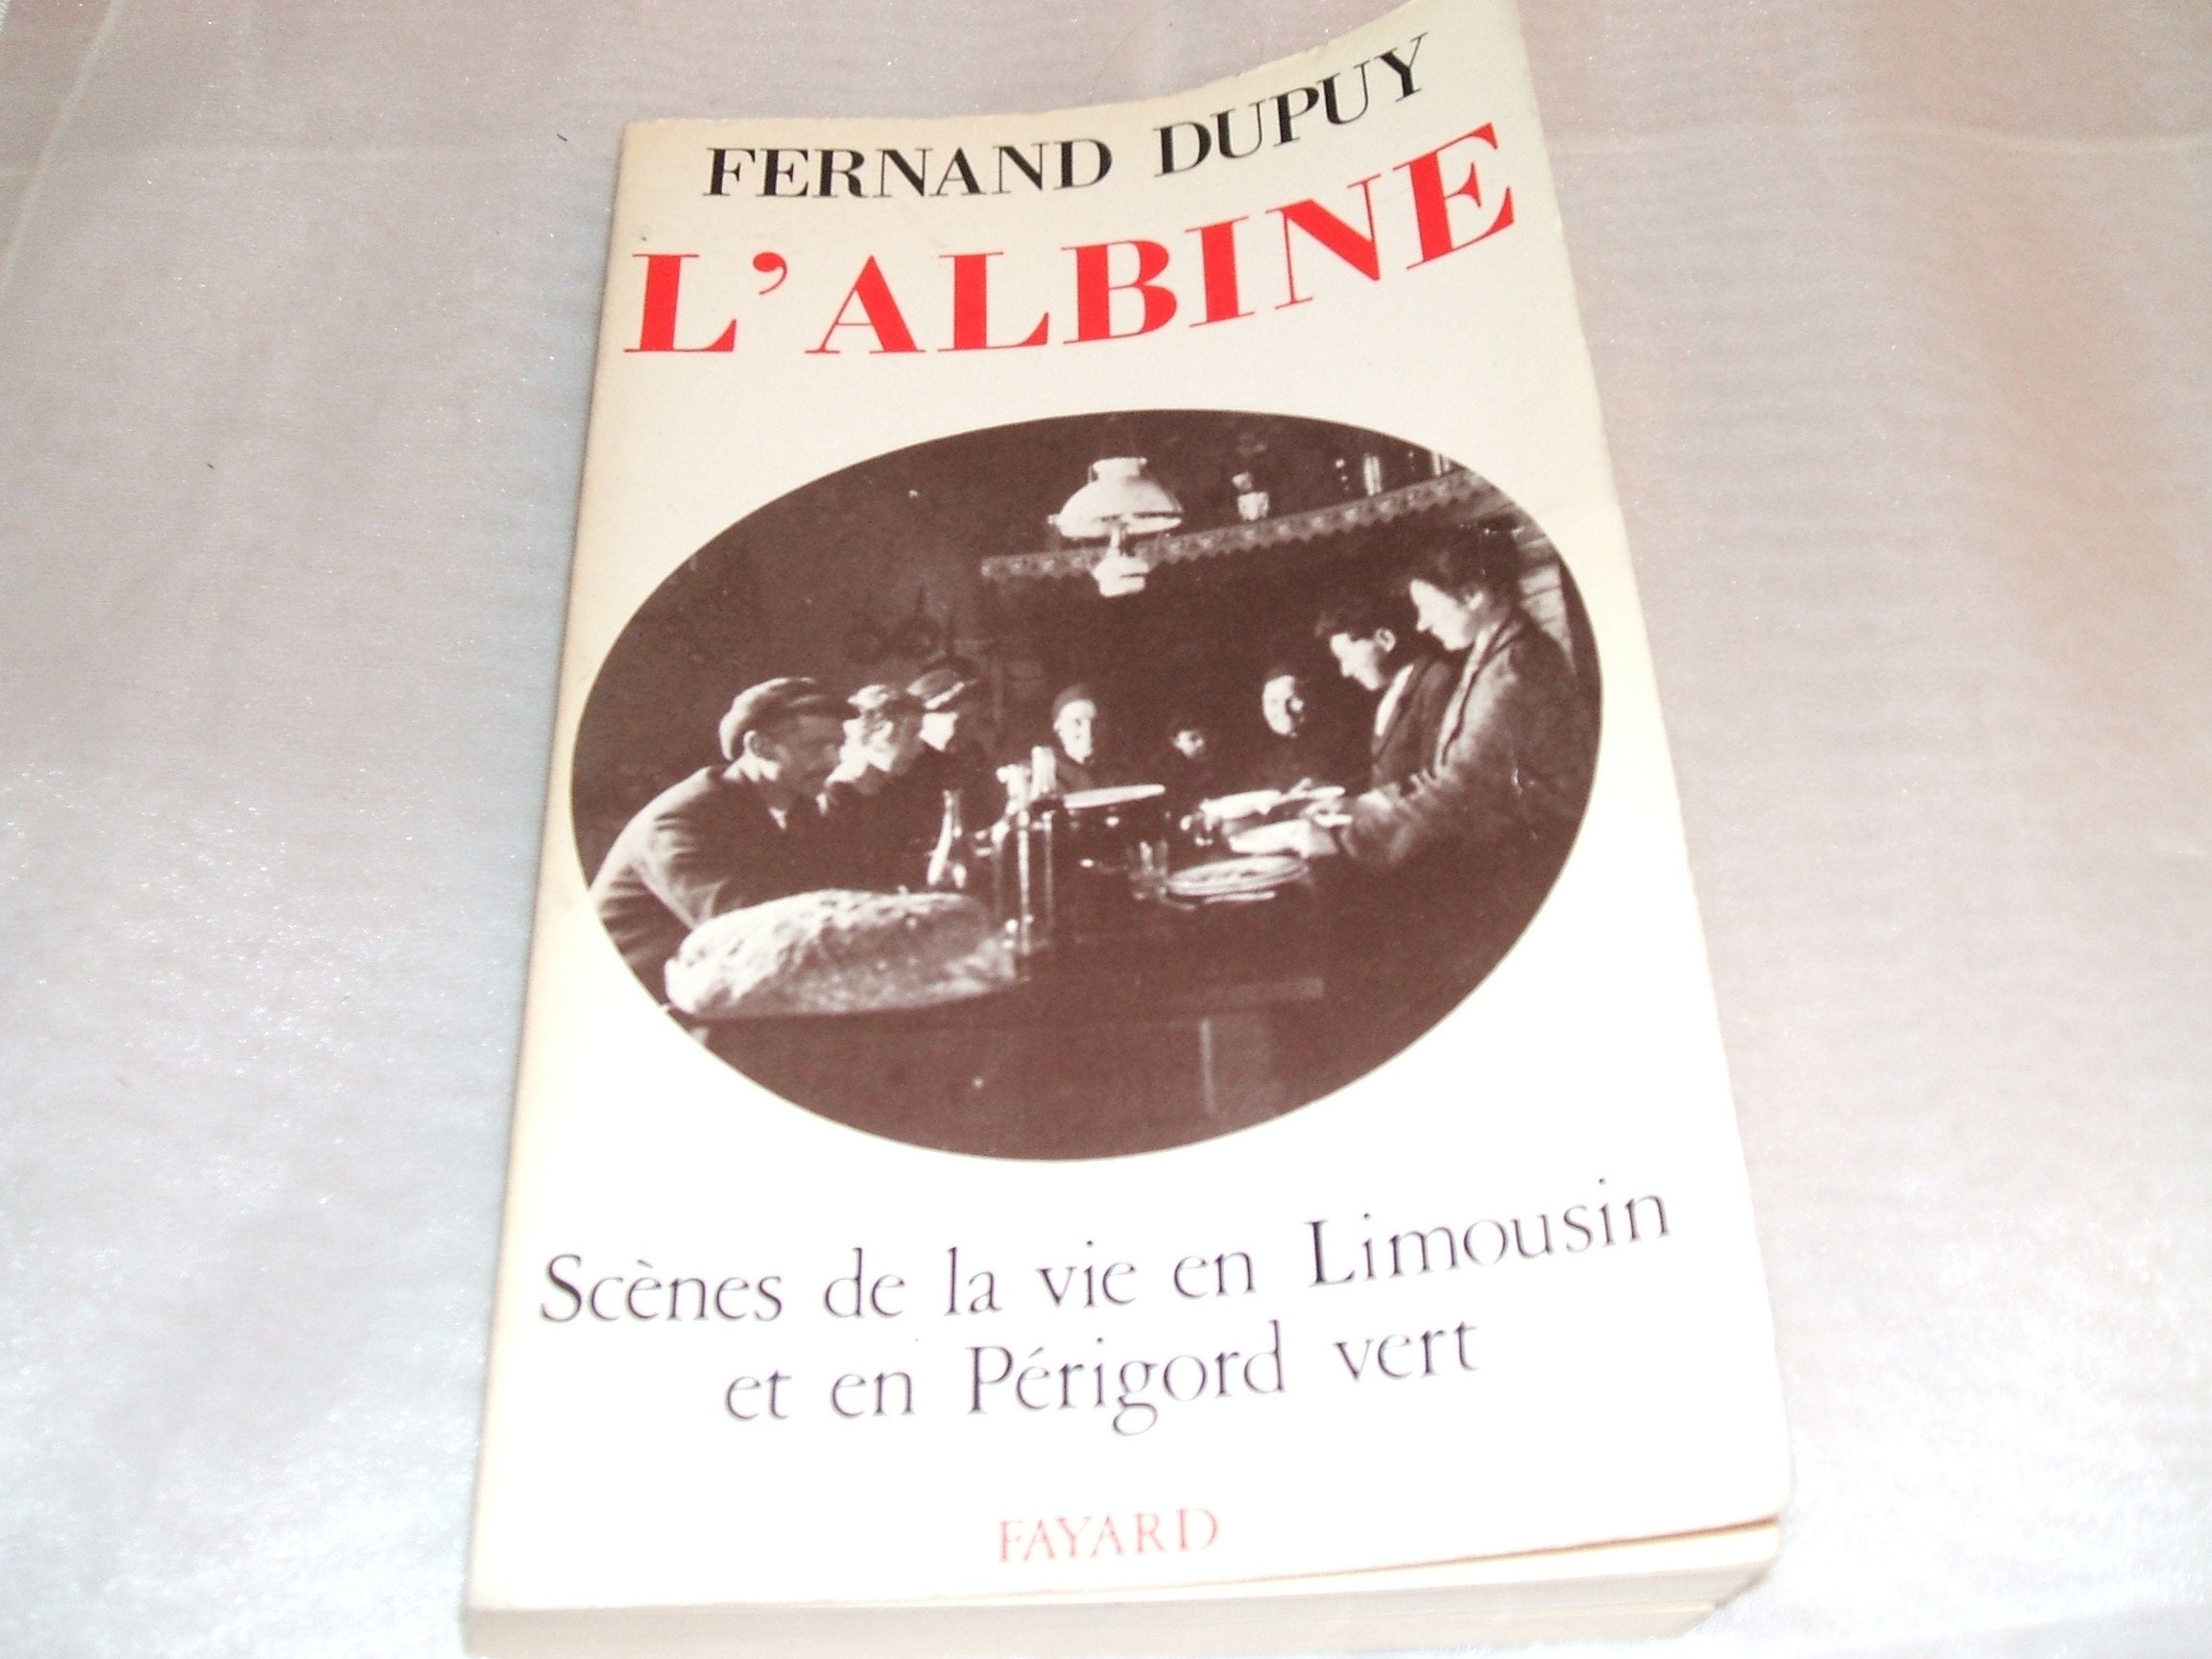 FERNAND DUPUY
L'ALBINE
Scènes de la vie en Limousin
et en Périgord vert
FAYARD